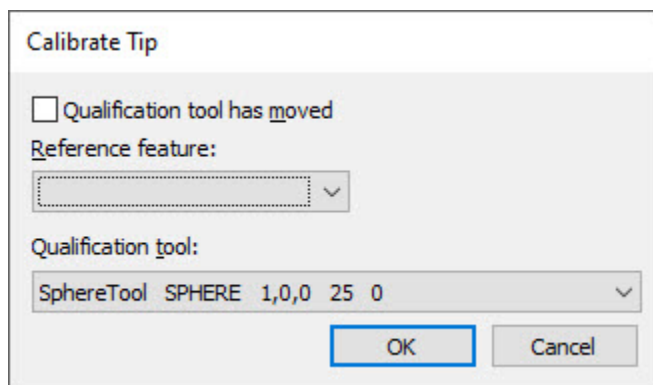 Calibrate Tip
Qualification tool has moved
Reference feature:
Qualification tool:
SphereTool SPHERE 1,0,0 25 0
OK Cancel